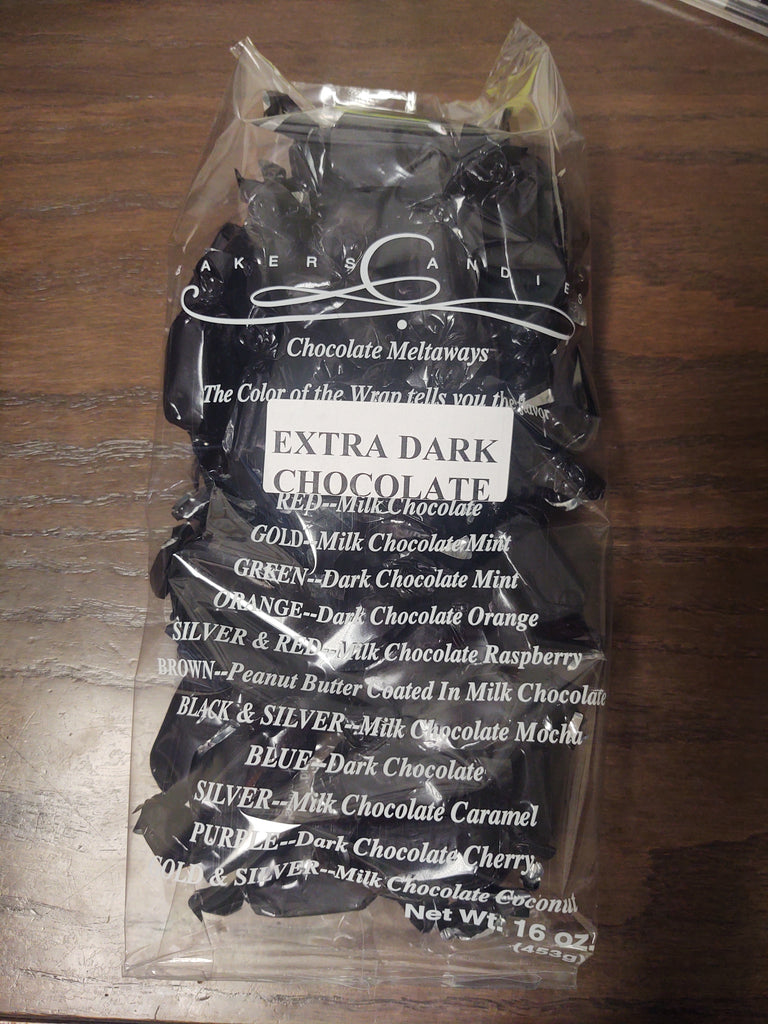 BAKERS CANDIES
Chocolate Meltaways
The Color of the Wrap tells you the flavor
EXTRA DARK
CHOCOLATE
RED--Milk Chocolate
GOLD--Milk Chocolate Mint
GREEN--Dark Chocolate Mint
ORANGE--Dark Chocolate Orange
SILVER & RED--Milk Chocolate Raspberry
BROWN--Peanut Butter Coated In Milk Chocolate
BLACK & SILVER--Milk Chocolate Mocha
BLUE--Dark Chocolate
SILVER--Milk Chocolate Caramel
PURPLE--Dark Chocolate Cherry
GOLD & SILVER--Milk Chocolate Coconut
Net Wt. 16 oz.
(453g)